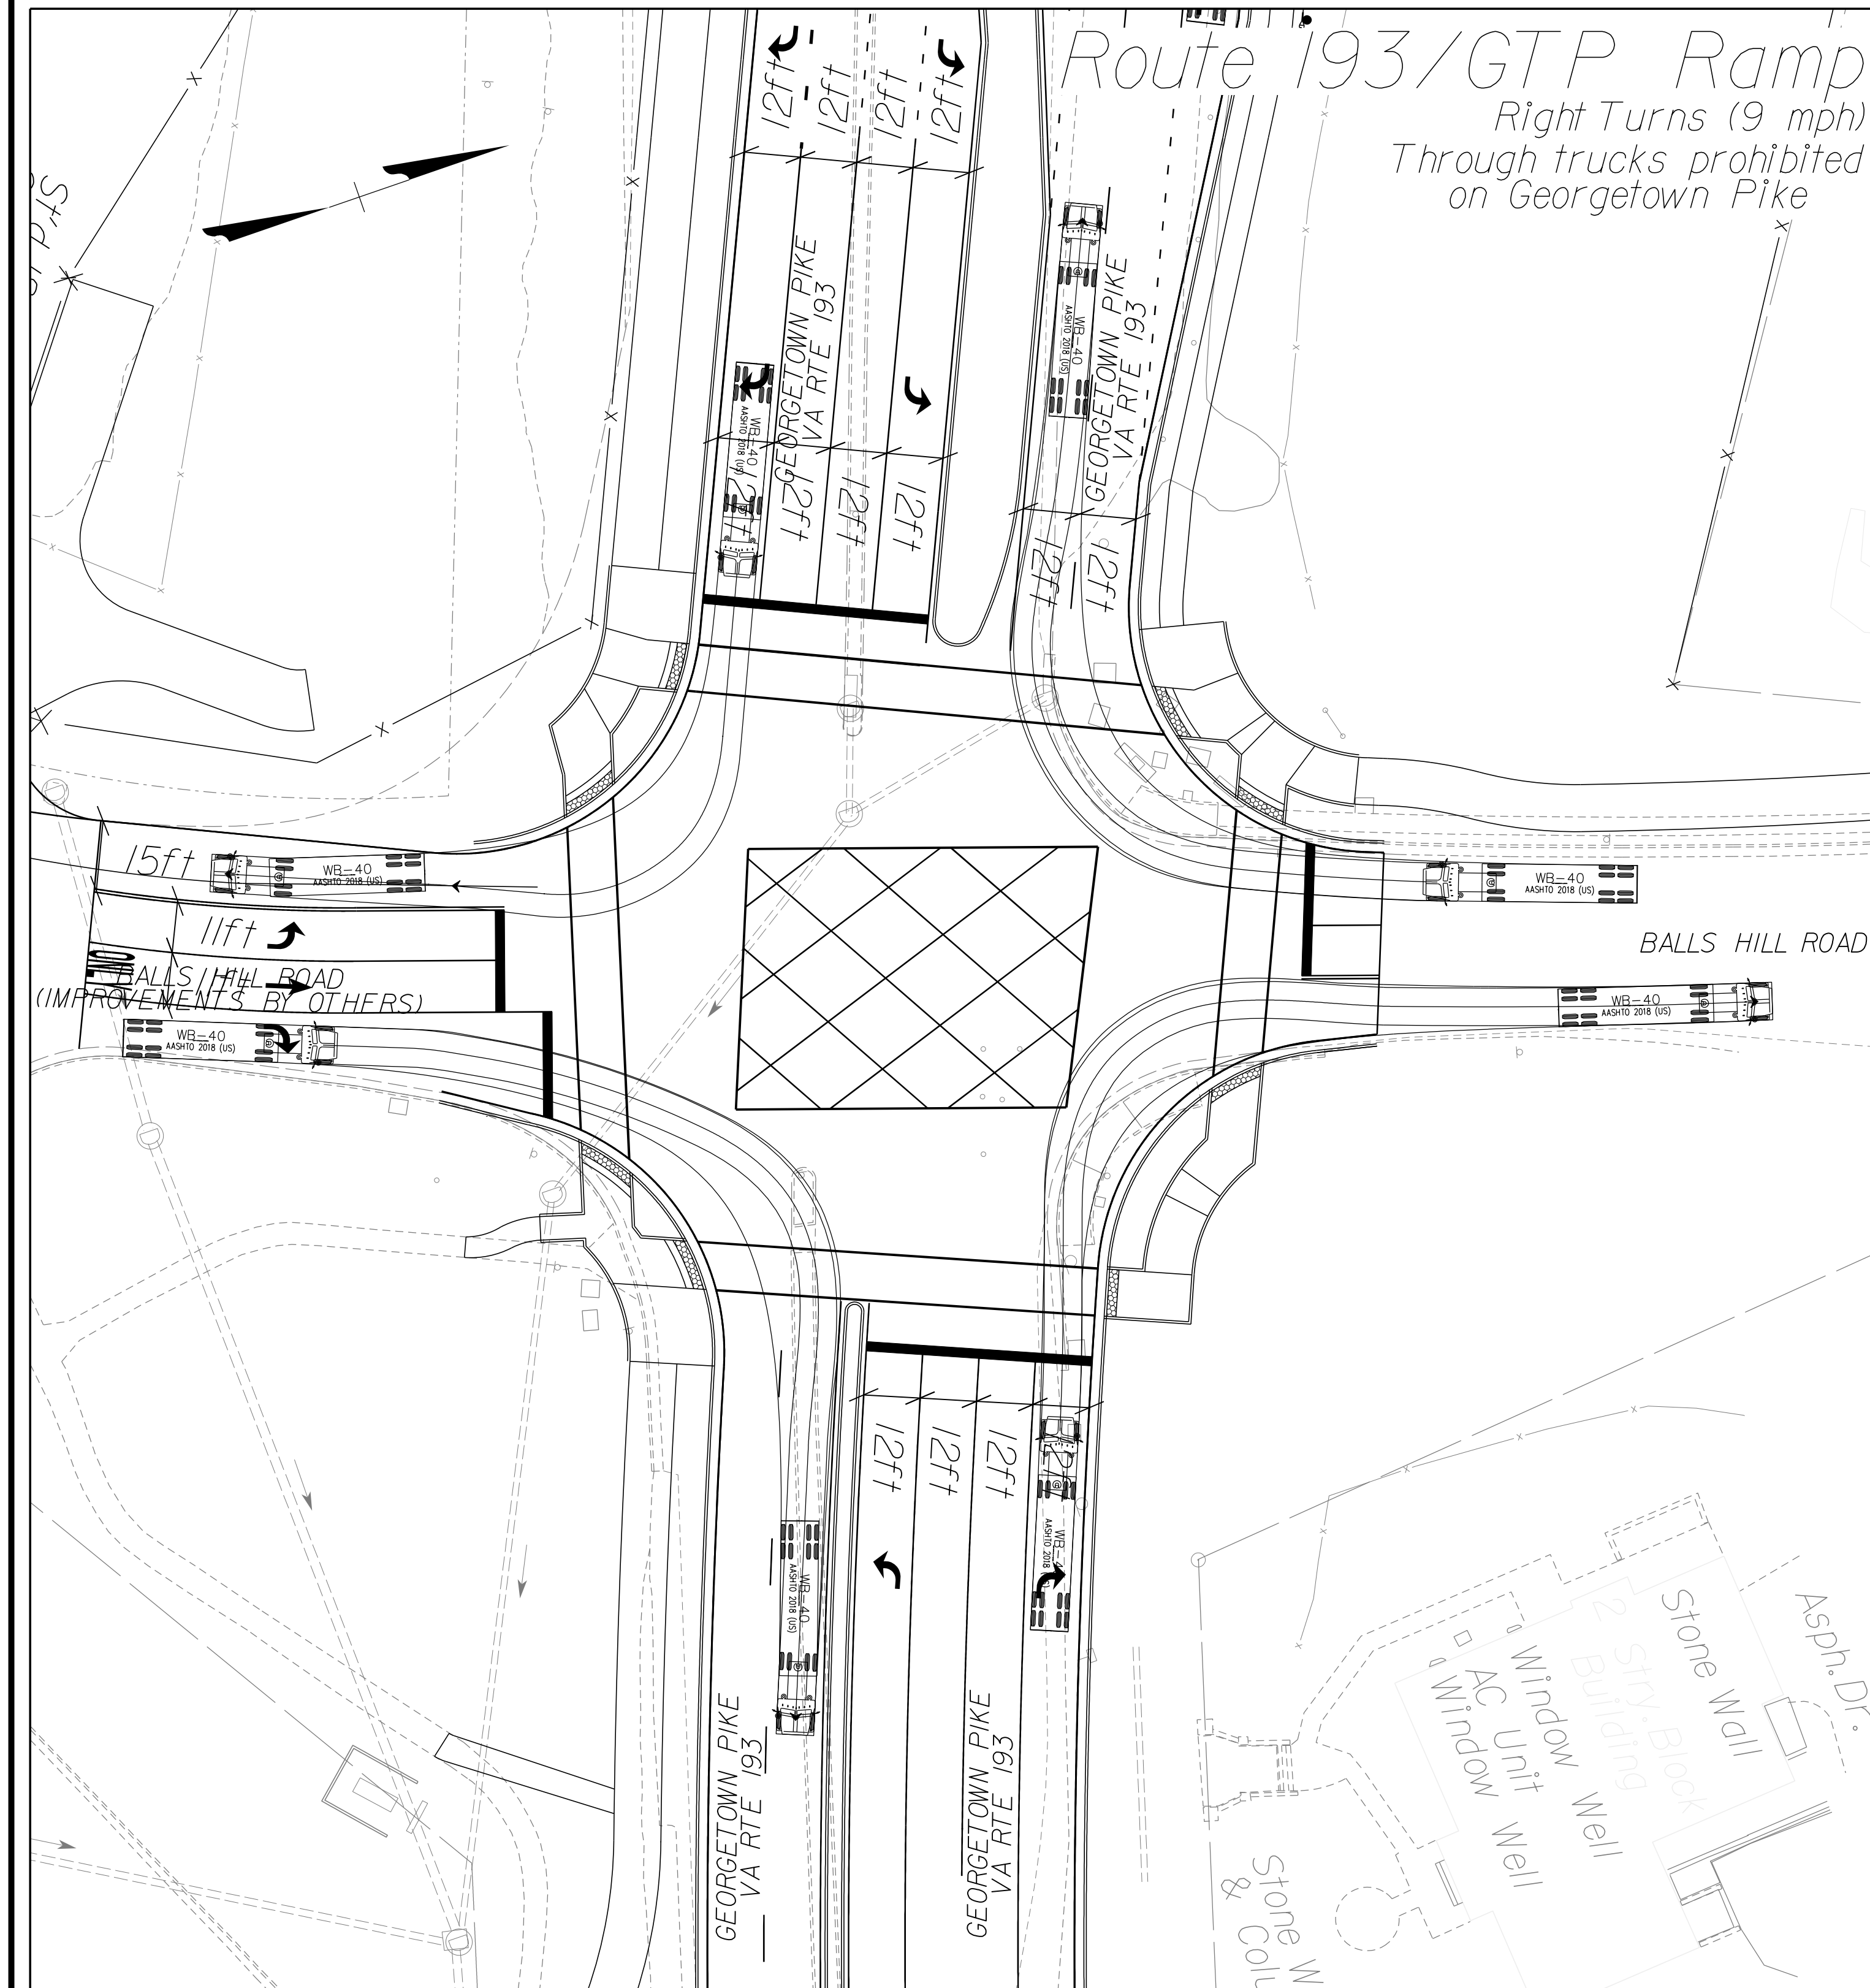 Route 193/GTP Ramp
Right Turns (9 mph)
Through trucks prohibited
on Georgetown Pike
12ft
12ft
12ft
12ft
GEORGETOWN PIKE
VA RTE 193
WB-40
AASHTO 2018 (US)
GEORGETOWN PIKE
VA RTE 193
WB-40
AASHTO 2018 (US)
12ft
12ft
12ft
12ft
12ft
12ft
15ft
WB-40
AASHTO 2018 (US)
11ft
11ft
BALLS HILL ROAD
(IMPROVEMENTS BY OTHERS)
WB-40
AASHTO 2018 (US)
WB-40
AASHTO 2018 (US)
BALLS HILL ROAD
WB-40
AASHTO 2018 (US)
12ft
12ft
12ft
12ft
WB-40
AASHTO 2018 (US)
WB-40
AASHTO 2018 (US)
GEORGETOWN PIKE
VA RTE 193
GEORGETOWN PIKE
VA RTE 193
Stone Wall
2 Sty. Block
Building
Window Well
AC Unit
Window Well
Asph. Dr.
Stone W
& Colu